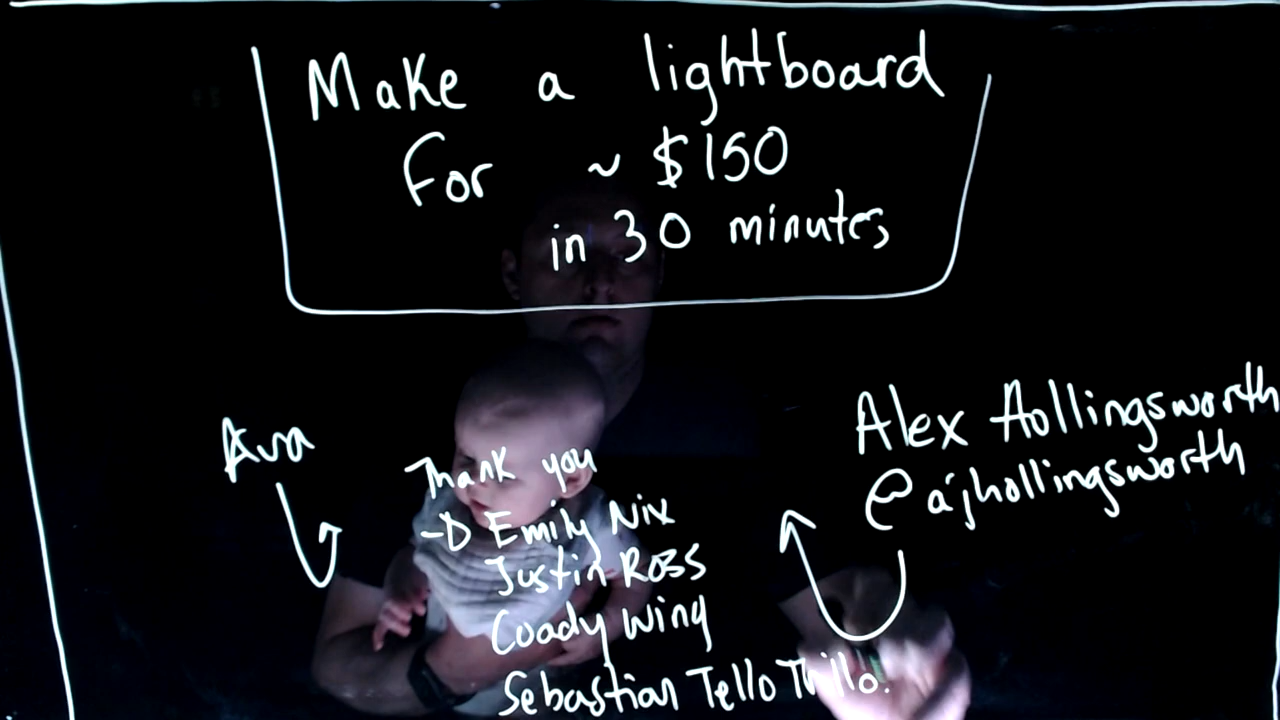 Make a lightboard
For ~ $150
in 30 minutes
Ava
Alex Hollingsworth
@ajhollingsworth
Thank you
-D Emily Nix
Justin Ross
Coady Wing
Sebastian Tello Trillo.